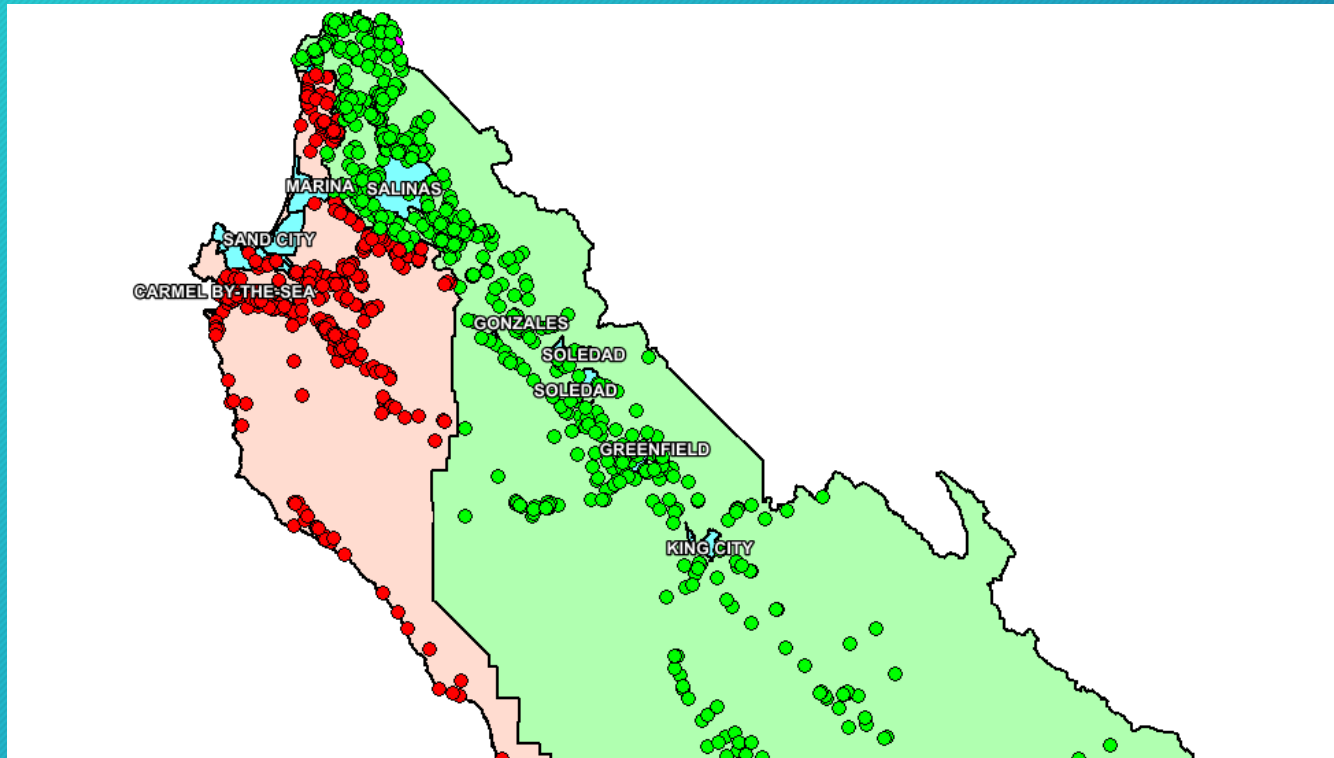 MARINA
SALINAS
SAND CITY
CARMEL BY-THE-SEA
GONZALES
SOLEDAD
SOLEDAD
GREENFIELD
KING CITY